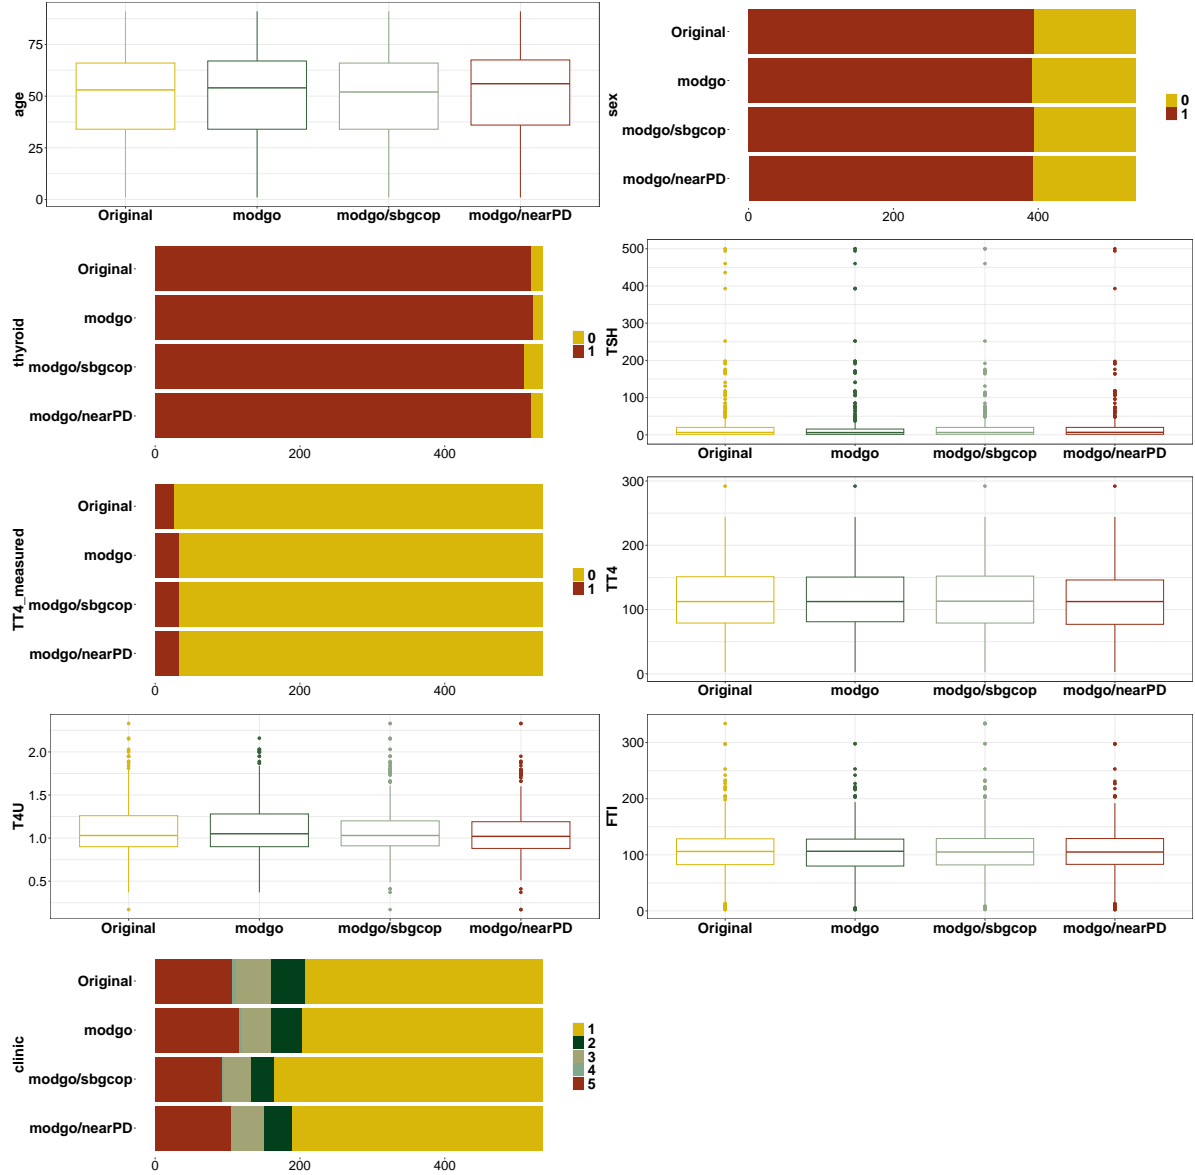 age
75
50
25
0
Original modgo modgo/sbgcop modgo/nearPD
sex
Original
modgo
modgo/sbgcop
modgo/nearPD
0 200 400
0
1
thyroid
Original
modgo
modgo/sbgcop
modgo/nearPD
0 200 400
0
1
TSH
500
400
300
200
100
0
Original modgo modgo/sbgcop modgo/nearPD
TT4_measured
Original
modgo
modgo/sbgcop
modgo/nearPD
0 200 400
0
1
TT4
300
200
100
0
Original modgo modgo/sbgcop modgo/nearPD
T4U
2.0
1.5
1.0
0.5
Original modgo modgo/sbgcop modgo/nearPD
FTI
300
200
100
0
Original modgo modgo/sbgcop modgo/nearPD
clinic
Original
modgo
modgo/sbgcop
modgo/nearPD
0 200 400
1
2
3
4
5